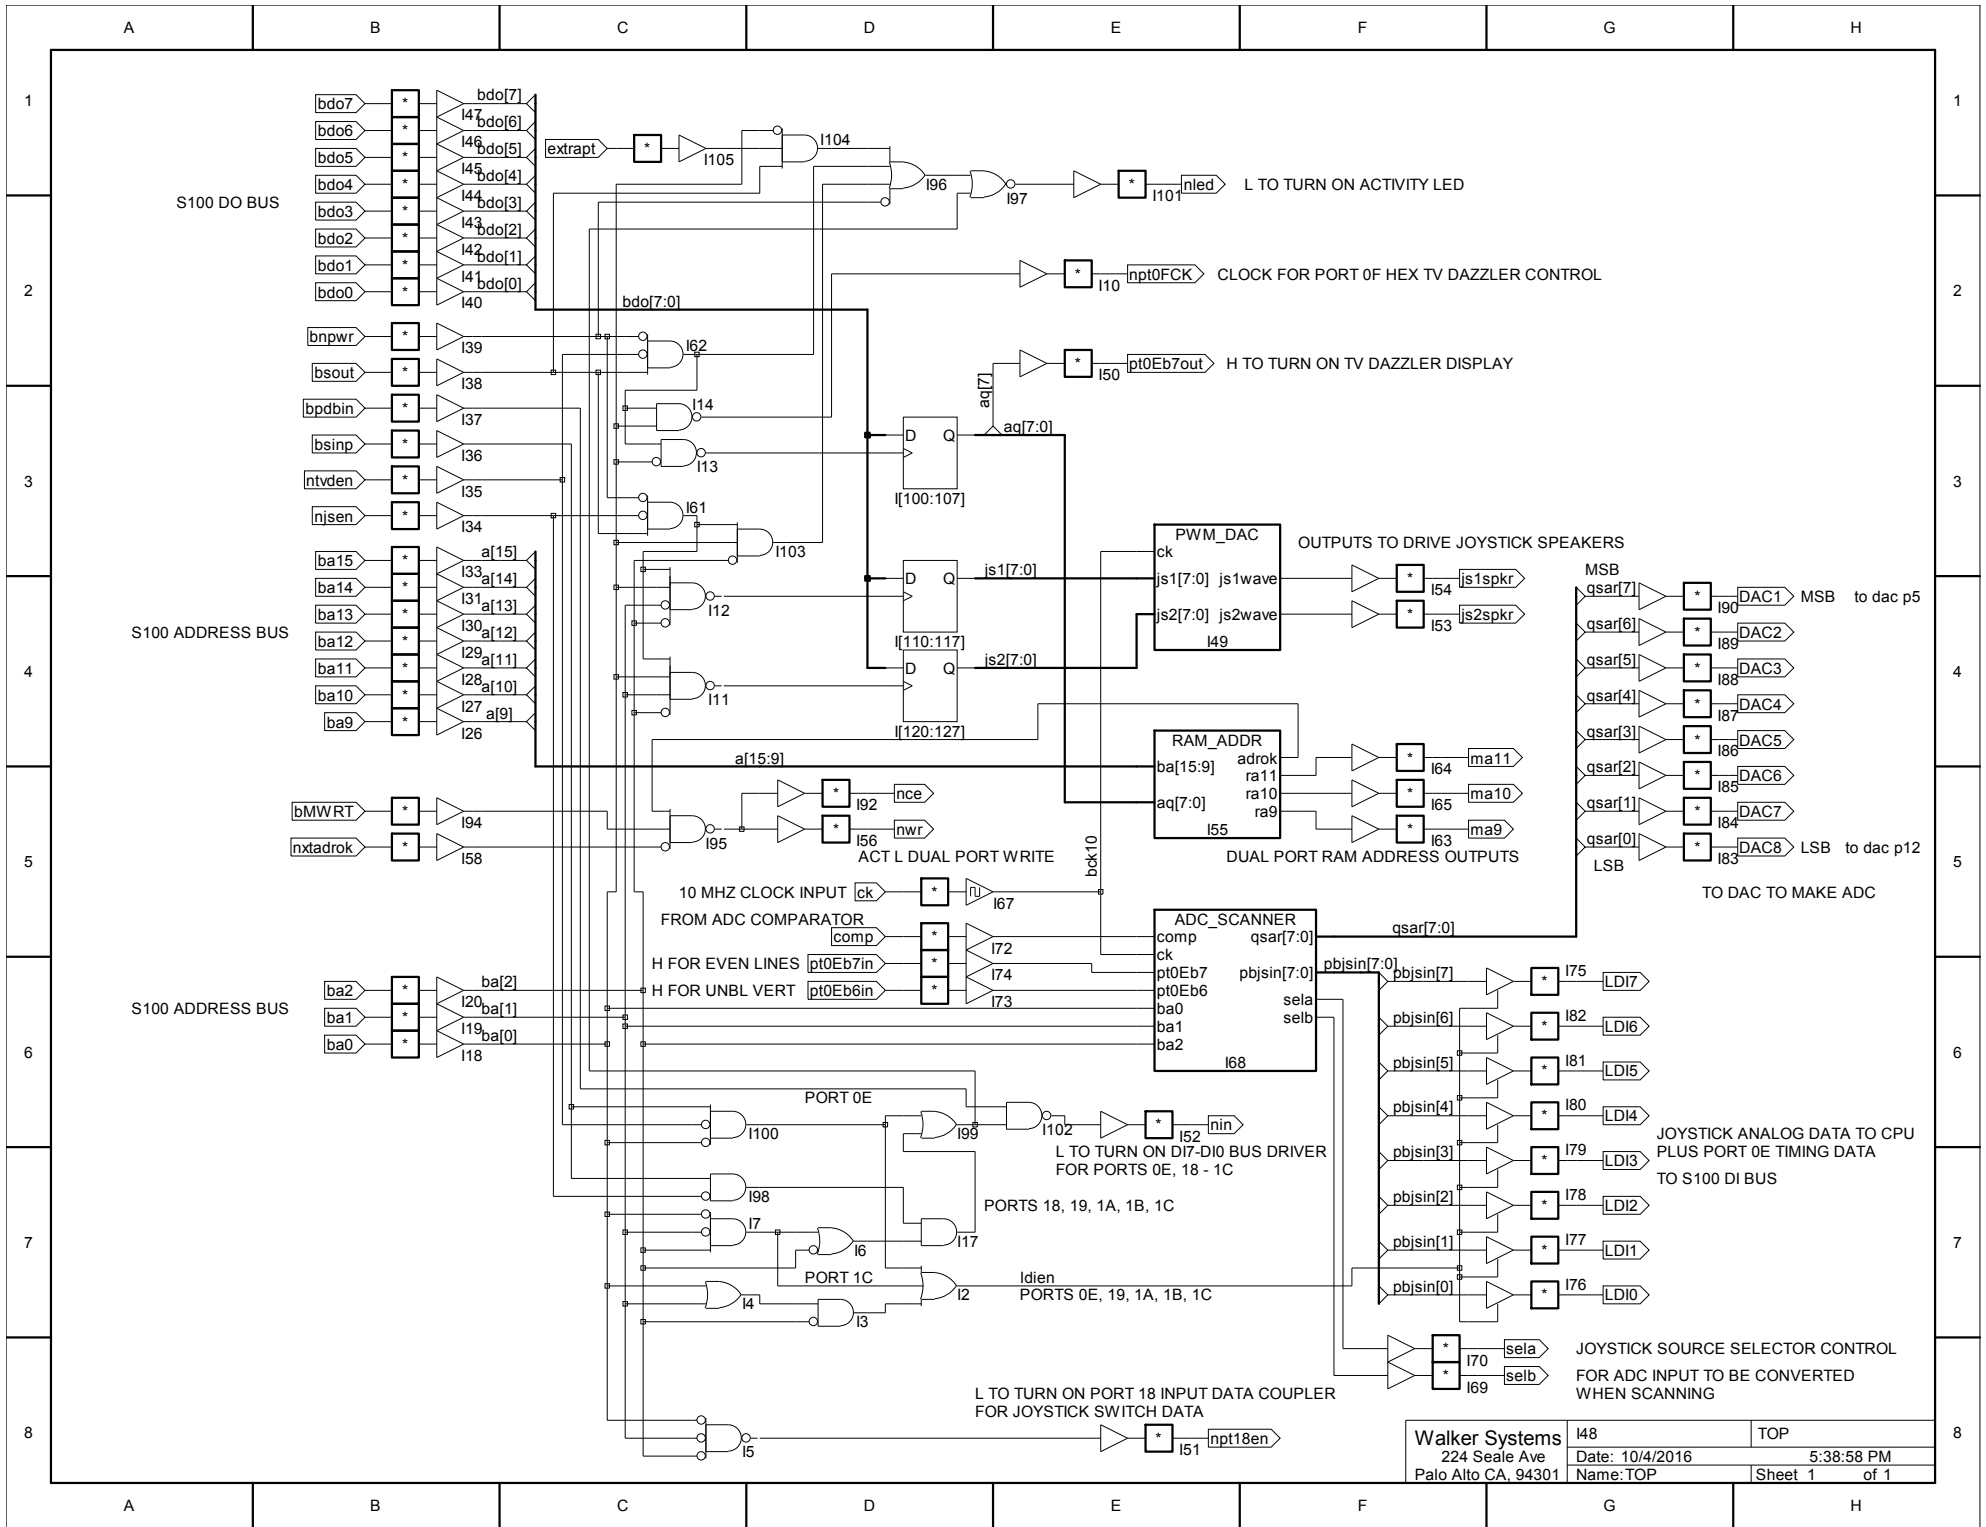 A B C D E F G H
1 1
2 2
3 3
4 4
5 5
6 6
7 7
8 8
S100 DO BUS
bdo7 * I47 bdo[7]
bdo6 * I46 bdo[6]
bdo5 * I45 bdo[5]
bdo4 * I44 bdo[4]
bdo3 * I43 bdo[3]
bdo2 * I42 bdo[2]
bdo1 * I41 bdo[1]
bdo0 * I40 bdo[0]
bdo[7:0]
extrapt * I105
I104
I96
I97
* I101 nled L TO TURN ON ACTIVITY LED
* I10 npt0FCK CLOCK FOR PORT 0F HEX TV DAZZLER CONTROL
* I50 pt0Eb7out H TO TURN ON TV DAZZLER DISPLAY
bnpwr * I39
bsout * I38
bpdbin * I37
bsinp * I36
ntvden * I35
njsen * I34
I62
I14
I13
I61
I103
I12
I11
D Q
I[100:107]
aq[7]
aq[7:0]
D Q
I[110:117]
js1[7:0]
D Q
I[120:127]
js2[7:0]
S100 ADDRESS BUS
ba15 * I33 a[15]
ba14 * I31 a[14]
ba13 * I30 a[13]
ba12 * I29 a[12]
ba11 * I28 a[11]
ba10 * I27 a[10]
ba9 * I26 a[9]
a[15:9]
PWM_DAC
ck
js1[7:0] js1wave
js2[7:0] js2wave
I49
OUTPUTS TO DRIVE JOYSTICK SPEAKERS
* I54 js1spkr
* I53 js2spkr
RAM_ADDR
adrok
ba[15:9]
ra11
ra10
aq[7:0]
ra9
I55
* I64 ma11
* I65 ma10
* I63 ma9
DUAL PORT RAM ADDRESS OUTPUTS
MSB
qsar[7] * I90 DAC1 MSB to dac p5
qsar[6] * I89 DAC2
qsar[5] * I88 DAC3
qsar[4] * I87 DAC4
qsar[3] * I86 DAC5
qsar[2] * I85 DAC6
qsar[1] * I84 DAC7
qsar[0] * I83 DAC8 LSB to dac p12
LSB
TO DAC TO MAKE ADC
bMWRT * I94
nxtadrok * I58
I95
* I92 nce
* I56 nwr
ACT L DUAL PORT WRITE
bck10
10 MHZ CLOCK INPUT ck * I67
FROM ADC COMPARATOR
comp * I72
H FOR EVEN LINES pt0Eb7in * I74
H FOR UNBL VERT pt0Eb6in * I73
ADC_SCANNER
comp qsar[7:0]
ck
pt0Eb7 pbjsin[7:0]
pt0Eb6
sela
ba0
selb
ba1
ba2
I68
qsar[7:0]
pbjsin[7:0]
S100 ADDRESS BUS
ba2 * I20 ba[2]
ba1 * I19 ba[1]
ba0 * I18 ba[0]
pbjsin[7] * I75 LDI7
pbjsin[6] * I82 LDI6
pbjsin[5] * I81 LDI5
pbjsin[4] * I80 LDI4
pbjsin[3] * I79 LDI3
pbjsin[2] * I78 LDI2
pbjsin[1] * I77 LDI1
pbjsin[0] * I76 LDI0
JOYSTICK ANALOG DATA TO CPU
PLUS PORT 0E TIMING DATA
TO S100 DI BUS
PORT 0E
I100
I99
I102
* I52 nin
L TO TURN ON DI7-DI0 BUS DRIVER
FOR PORTS 0E, 18 - 1C
I98
PORTS 18, 19, 1A, 1B, 1C
I7
I6
I17
PORT 1C
I4
I3
I2
ldien
PORTS 0E, 19, 1A, 1B, 1C
* I70 sela JOYSTICK SOURCE SELECTOR CONTROL
* I69 selb FOR ADC INPUT TO BE CONVERTED
WHEN SCANNING
L TO TURN ON PORT 18 INPUT DATA COUPLER
FOR JOYSTICK SWITCH DATA
I5
* I51 npt18en
Walker Systems
224 Seale Ave
Palo Alto CA, 94301
I48 TOP
Date: 10/4/2016 5:38:58 PM
Name:TOP Sheet 1 of 1
A B C D E F G H